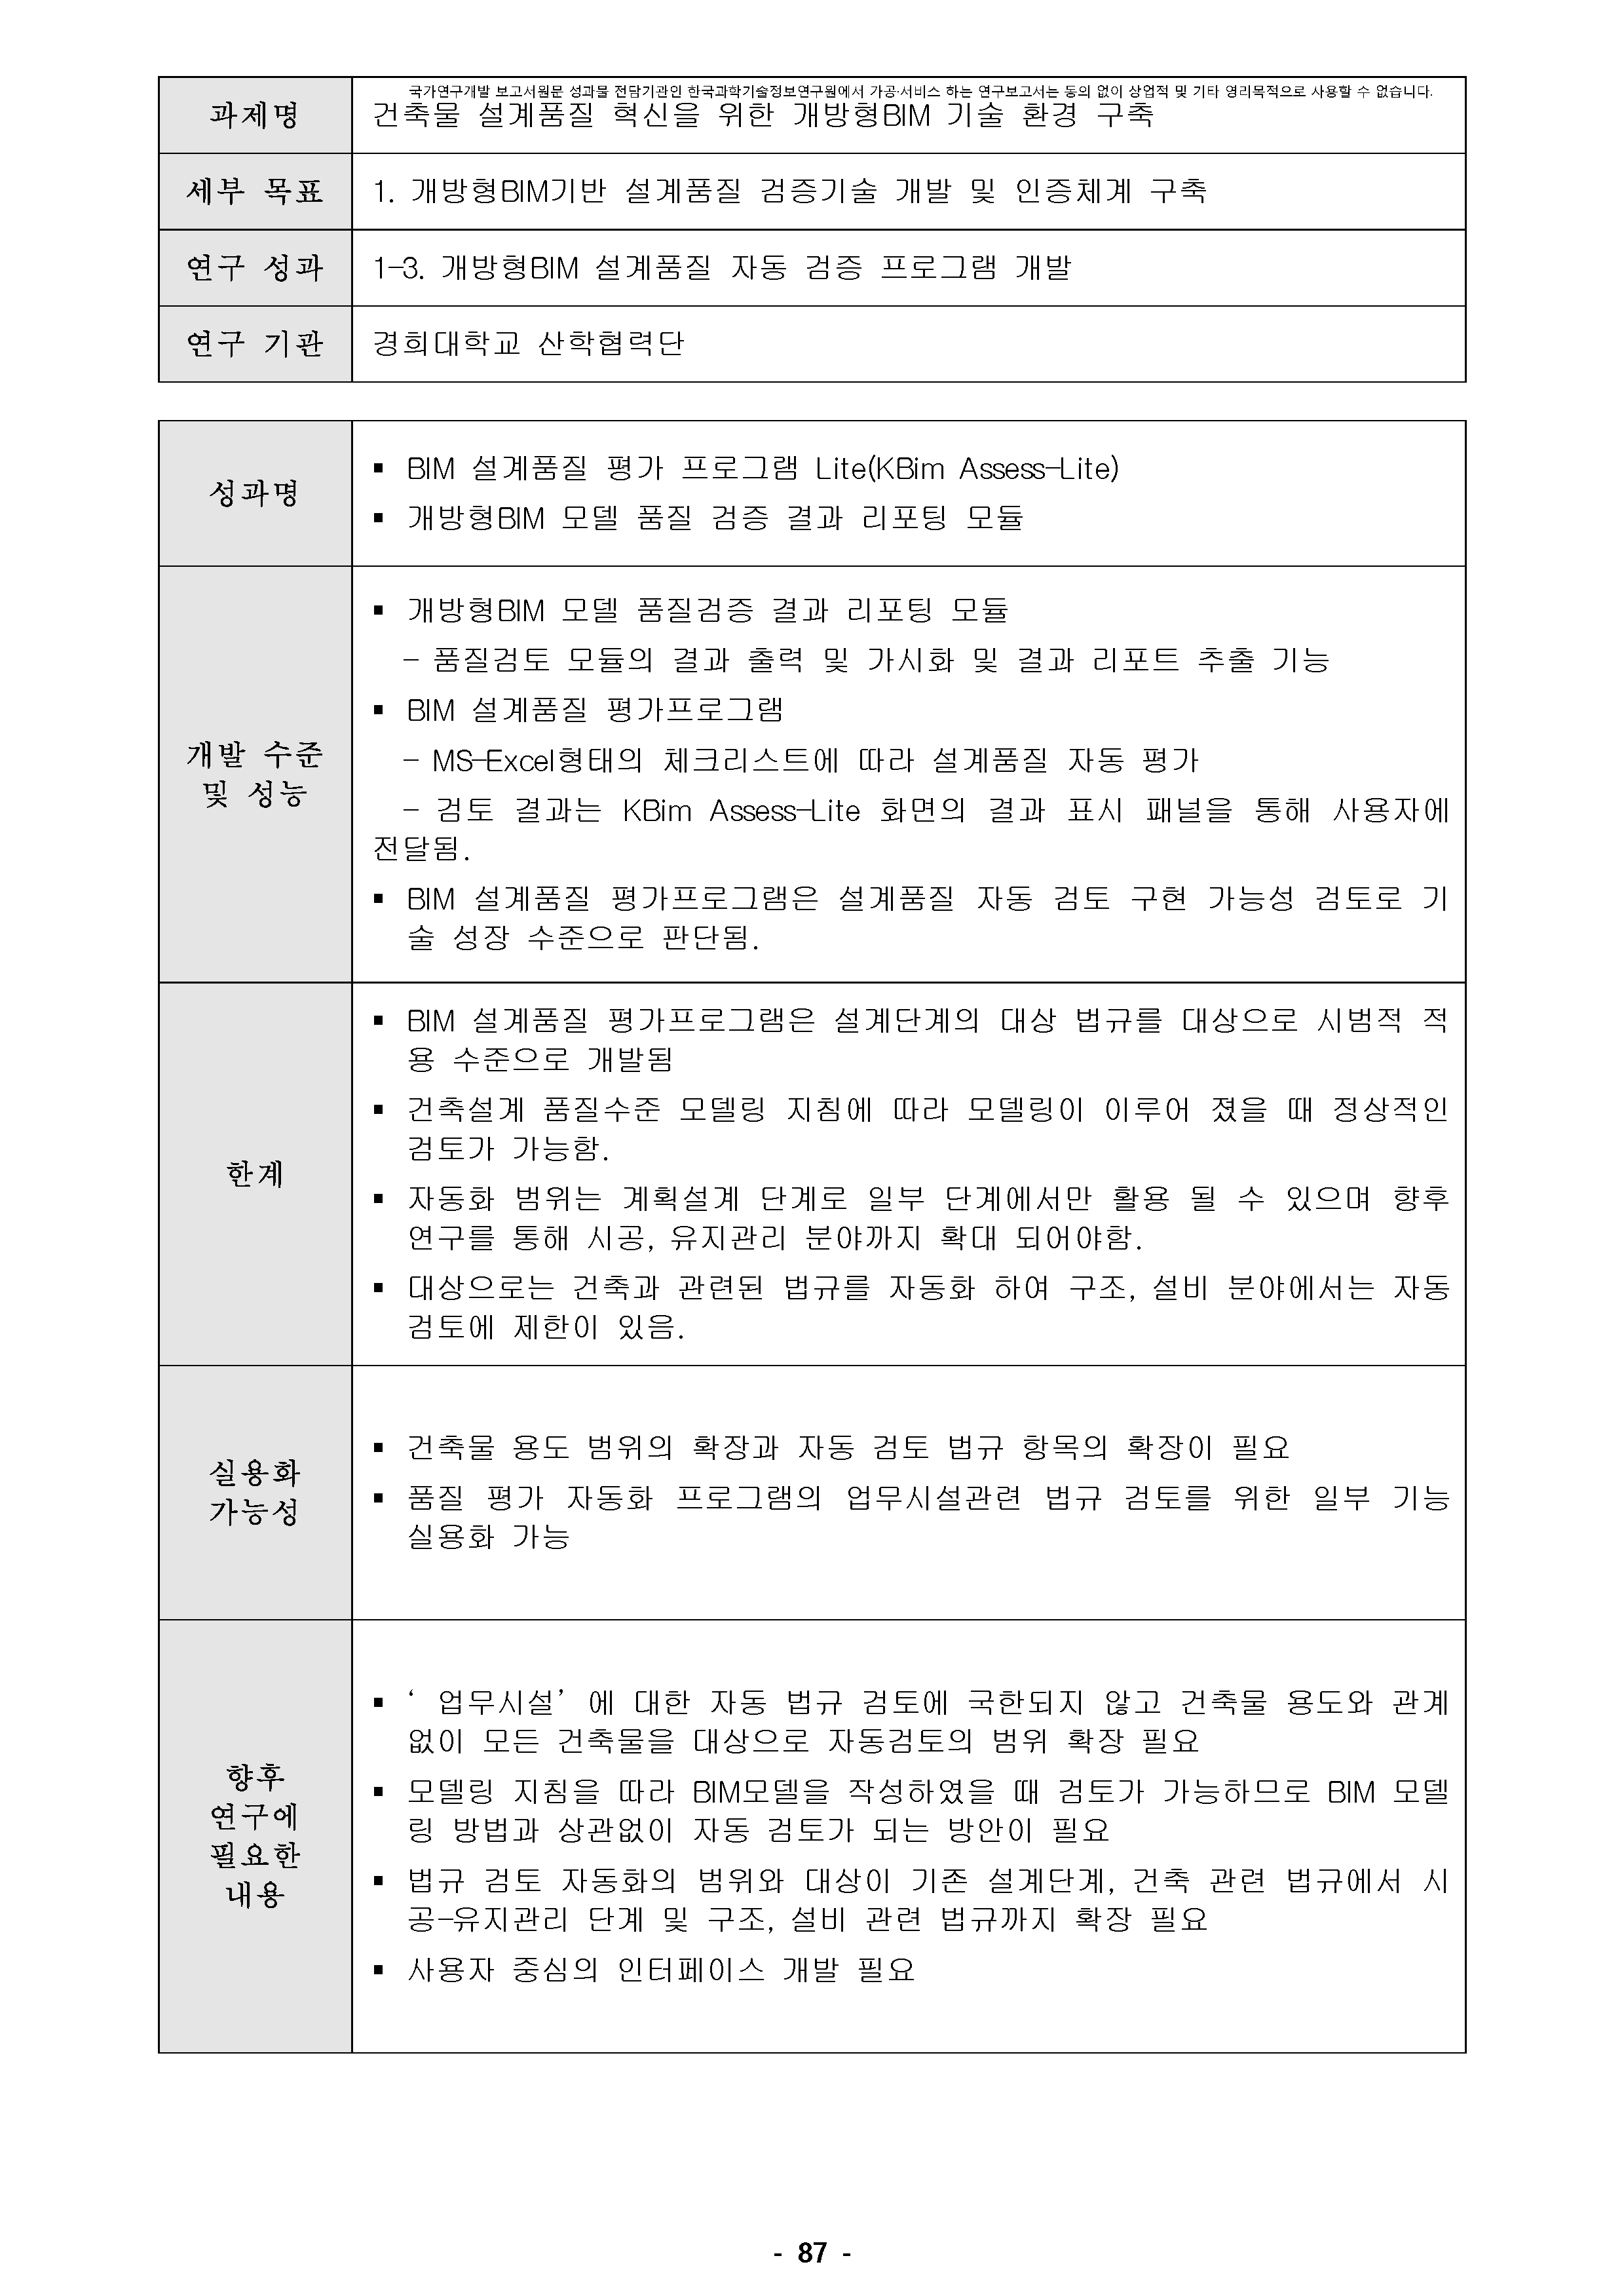 국가연구개발 보고서원문 성과물 전담기관인 한국과학기술정보연구원에서 가공·서비스 하는 연구보고서는 동의 없이 상업적 및 기타 영리목적으로 사용할 수 없습니다.
과제명
건축물 설계품질 혁신을 위한 개방형BIM 기술 환경 구축
세부 목표
1. 개방형BIM기반 설계품질 검증기술 개발 및 인증체계 구축
연구 성과
1-3. 개방형BIM 설계품질 자동 검증 프로그램 개발
연구 기관
경희대학교 산학협력단
성과명
▪ BIM 설계품질 평가 프로그램 Lite(KBim Assess-Lite)
▪ 개방형BIM 모델 품질 검증 결과 리포팅 모듈
개발 수준
및 성능
▪ 개방형BIM 모델 품질검증 결과 리포팅 모듈
- 품질검토 모듈의 결과 출력 및 가시화 및 결과 리포트 추출 기능
▪ BIM 설계품질 평가프로그램
- MS-Excel형태의 체크리스트에 따라 설계품질 자동 평가
- 검토 결과는 KBim Assess-Lite 화면의 결과 표시 패널을 통해 사용자에
전달됨.
▪ BIM 설계품질 평가프로그램은 설계품질 자동 검토 구현 가능성 검토로 기
술 성장 수준으로 판단됨.
한계
▪ BIM 설계품질 평가프로그램은 설계단계의 대상 법규를 대상으로 시범적 적
용 수준으로 개발됨
▪ 건축설계 품질수준 모델링 지침에 따라 모델링이 이루어 졌을 때 정상적인
검토가 가능함.
▪ 자동화 범위는 계획설계 단계로 일부 단계에서만 활용 될 수 있으며 향후
연구를 통해 시공, 유지관리 분야까지 확대 되어야함.
▪ 대상으로는 건축과 관련된 법규를 자동화 하여 구조, 설비 분야에서는 자동
검토에 제한이 있음.
실용화
가능성
▪ 건축물 용도 범위의 확장과 자동 검토 법규 항목의 확장이 필요
▪ 품질 평가 자동화 프로그램의 업무시설관련 법규 검토를 위한 일부 기능
실용화 가능
향후
연구에
필요한
내용
▪ ‘ 업무시설’ 에 대한 자동 법규 검토에 국한되지 않고 건축물 용도와 관계
없이 모든 건축물을 대상으로 자동검토의 범위 확장 필요
▪ 모델링 지침을 따라 BIM모델을 작성하였을 때 검토가 가능하므로 BIM 모델
링 방법과 상관없이 자동 검토가 되는 방안이 필요
▪ 법규 검토 자동화의 범위와 대상이 기존 설계단계, 건축 관련 법규에서 시
공-유지관리 단계 및 구조, 설비 관련 법규까지 확장 필요
▪ 사용자 중심의 인터페이스 개발 필요
- 87 -